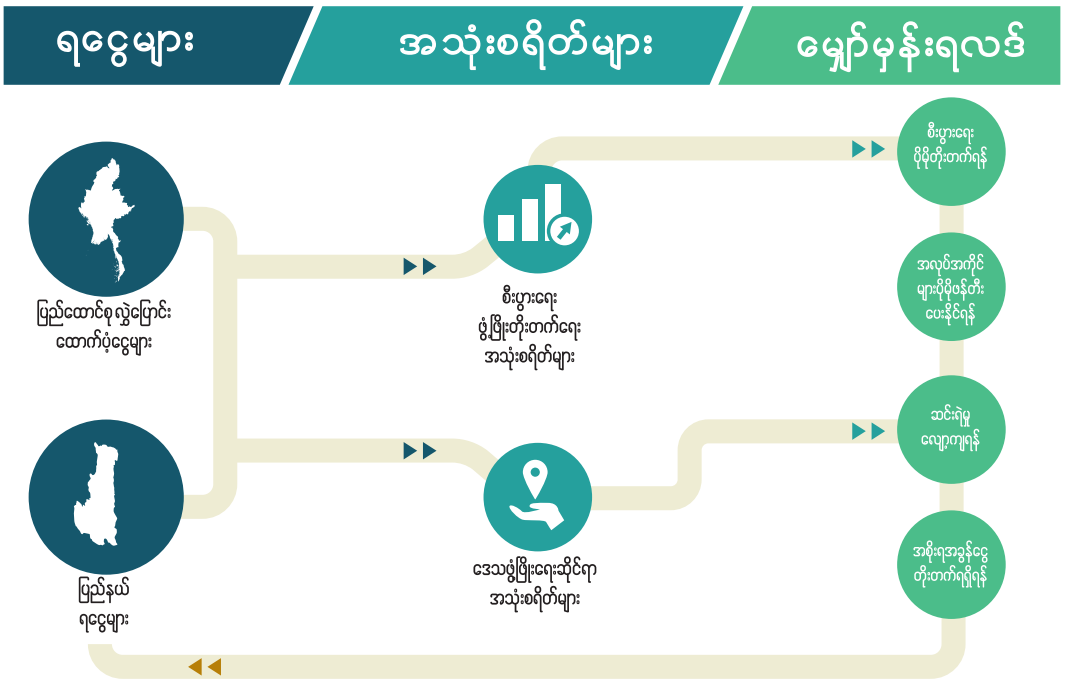 ရငွေများ
အသုံးစရိတ်များ
မျှော်မှန်းရလဒ်
ပြည်ထောင်စု လွှဲပြောင်း
ထောက်ပံ့ငွေများ
ပြည်နယ်
ရငွေများ
စီးပွားရေး
ဖွံ့ဖြိုးတိုးတက်ရေး
အသုံးစရိတ်များ
ဒေသဖွံ့ဖြိုးရေးဆိုင်ရာ
အသုံးစရိတ်များ
စီးပွားရေး
ပိုမိုတိုးတက်ရန်
အလုပ်အကိုင်
များပိုမိုဖန်တီး
ပေးနိုင်ရန်
ဆင်းရဲမှု
လျော့ကျရန်
အစိုးရအခွန်ငွေ
တိုးတက်ရရှိရန်